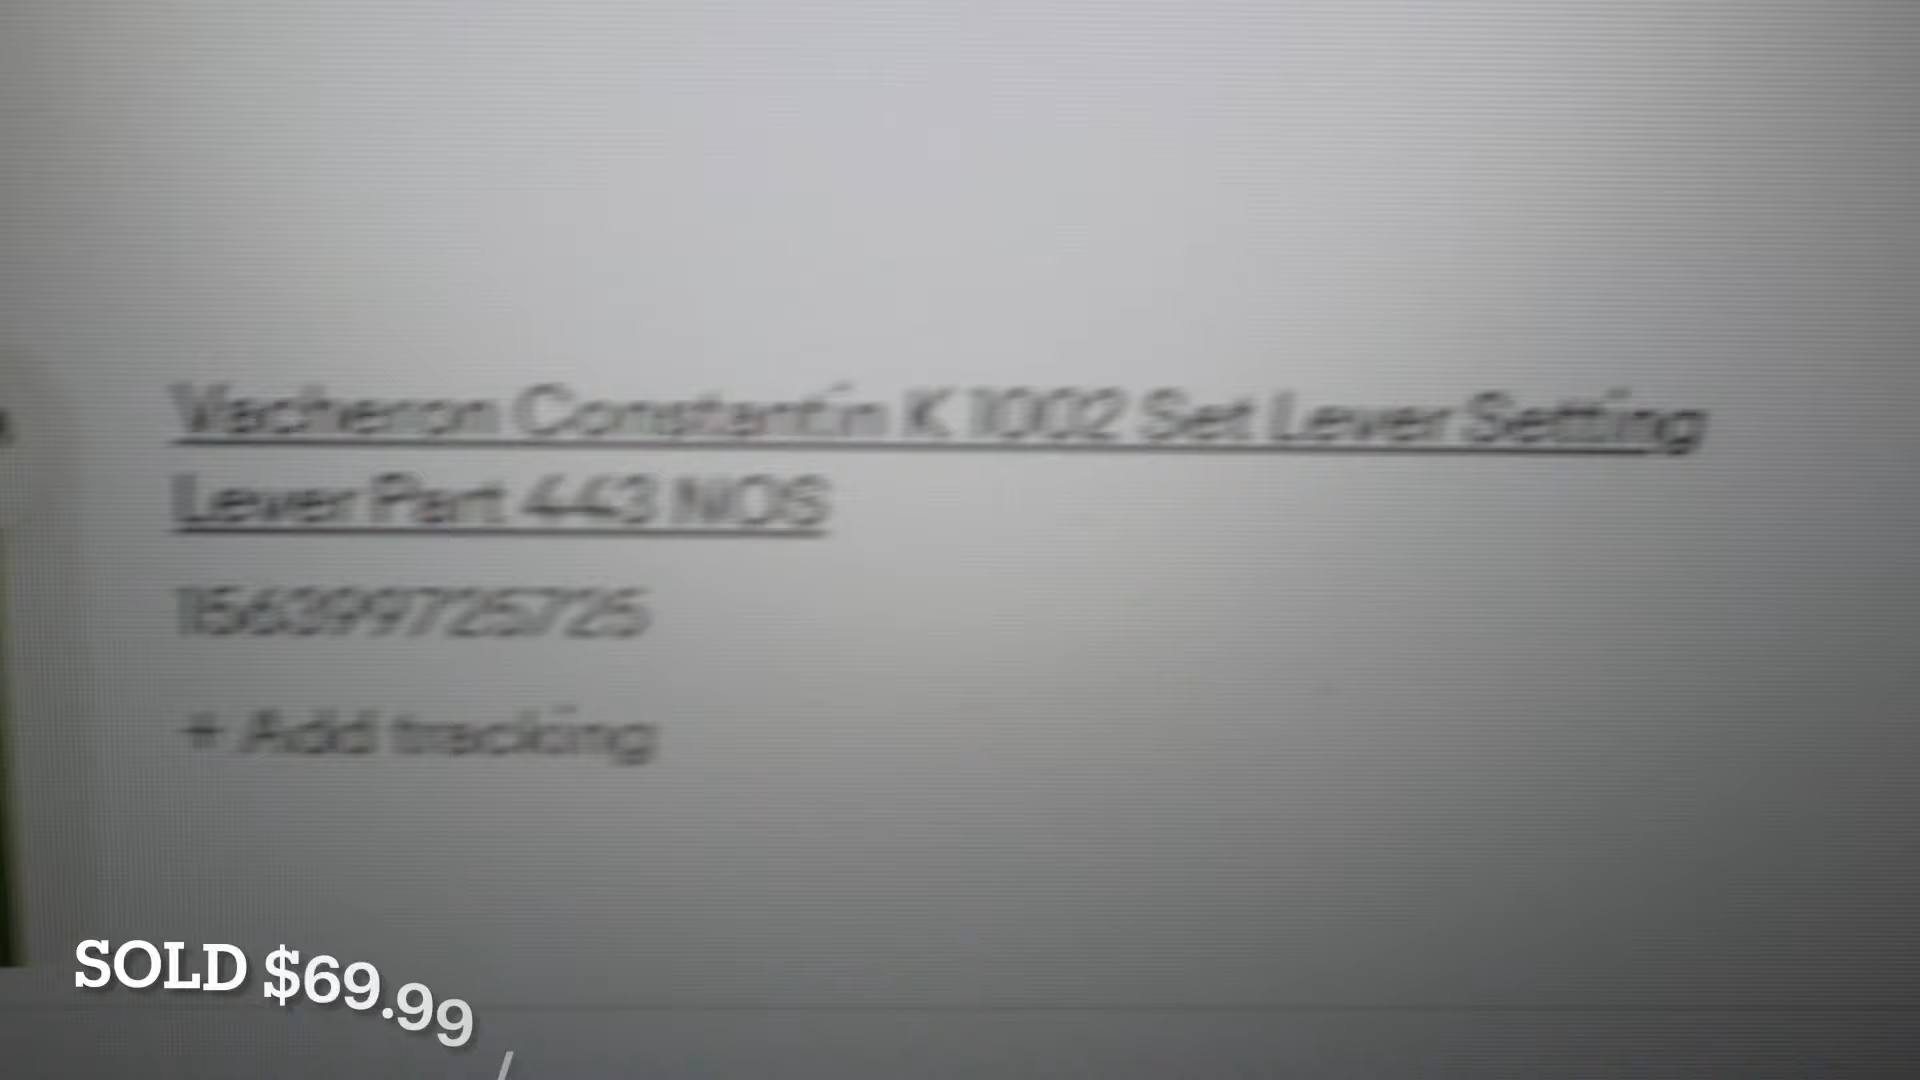 Vacheron Constantin K 1002 Set Lever Setting
Lever Part 443 NOS
156399725725
+ Add tracking
SOLD $69.99 /